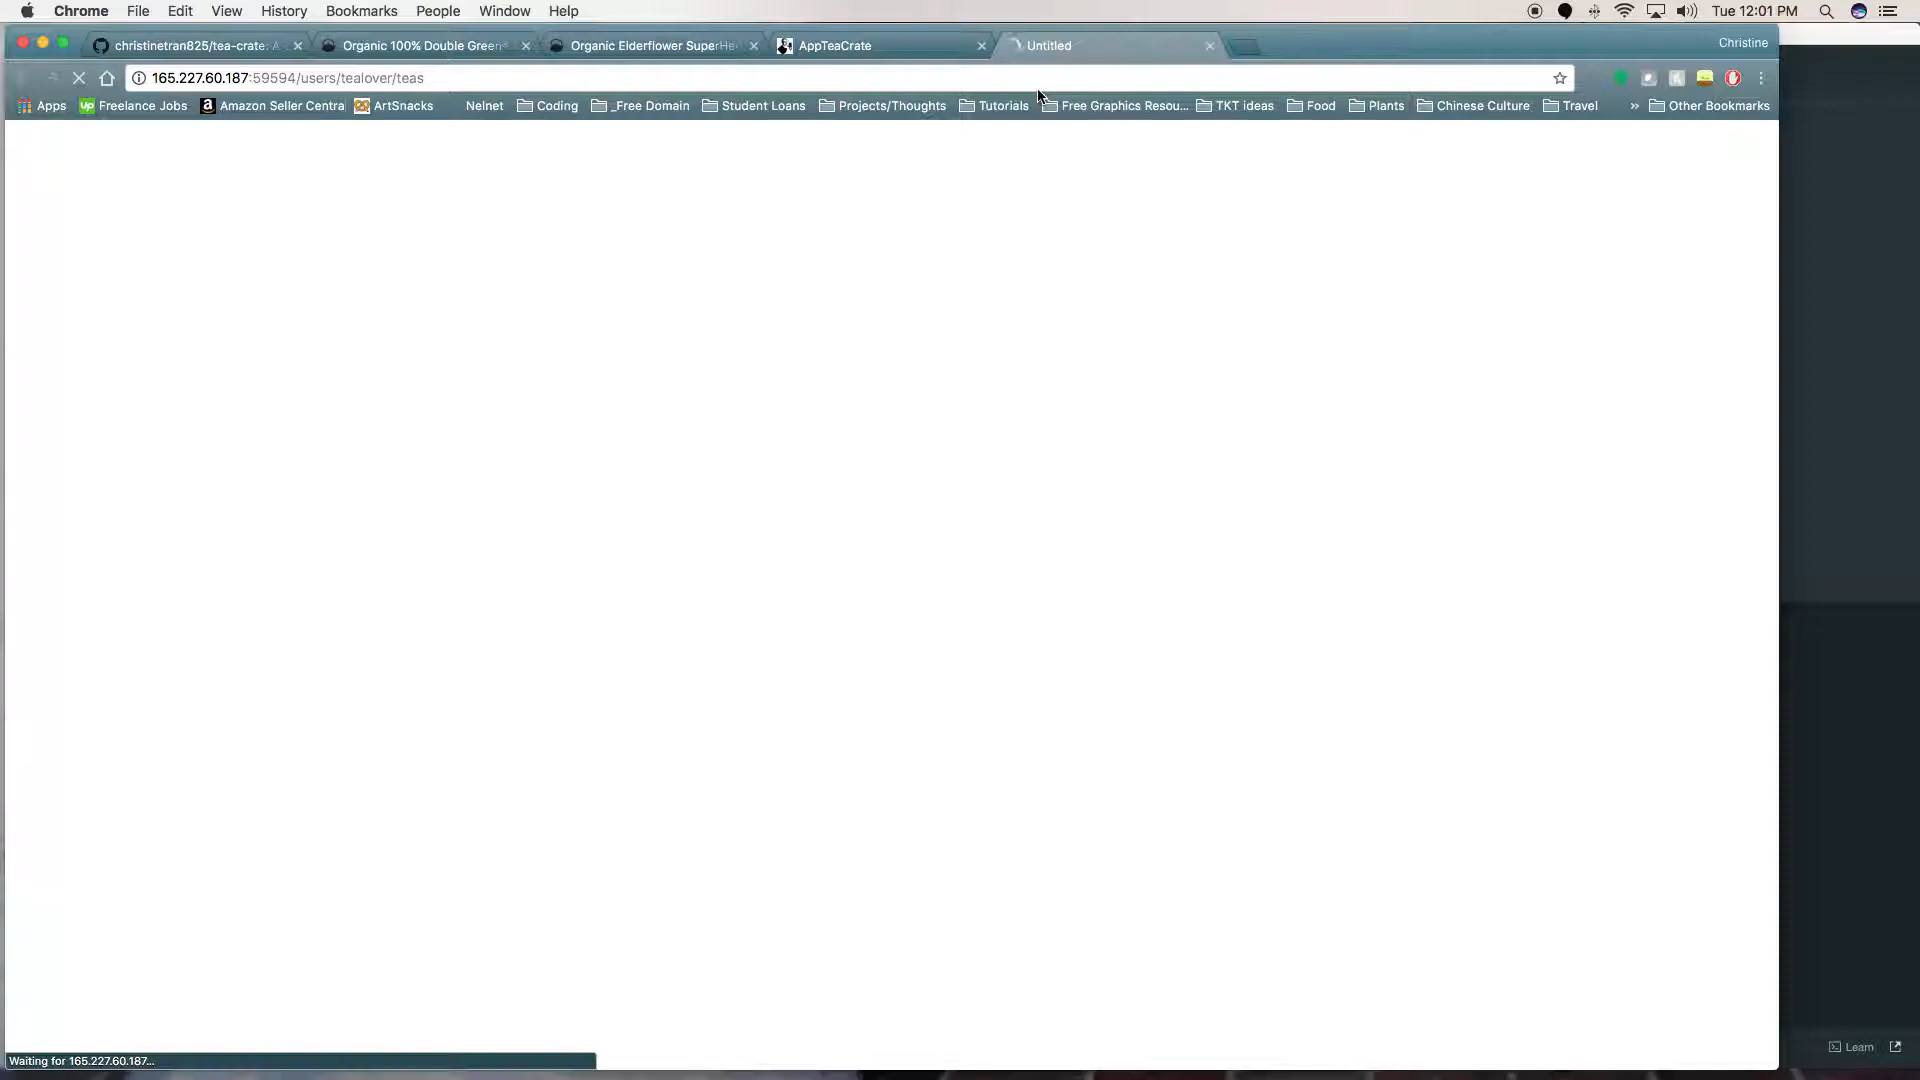 Chrome File Edit View History Bookmarks People Window Help Tue 12:01 PM
christinetran825/tea-crate: A Organic 100% Double Green Organic Elderflower SuperHe AppTeaCrate Untitled Christine
165.227.60.187:59594/users/tealover/teas
Apps Freelance Jobs Amazon Seller Centra ArtSnacks Nelnet Coding _Free Domain Student Loans Projects/Thoughts Tutorials Free Graphics Resou... TKT ideas Food Plants Chinese Culture Travel » Other Bookmarks
Learn
Waiting for 165.227.60.187...